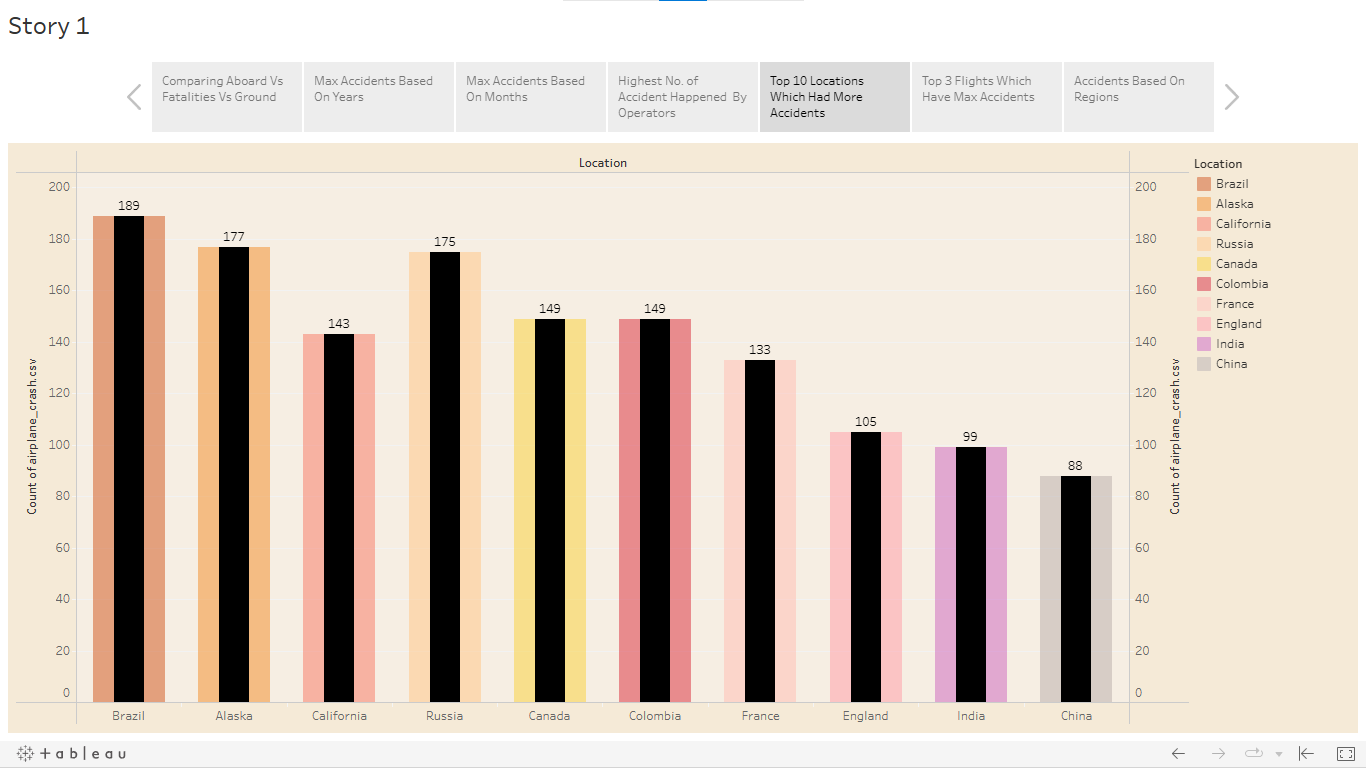 Story 1
Comparing Aboard Vs
Fatalities Vs Ground
Max Accidents Based
On Years
Max Accidents Based
On Months
Highest No. of
Accident Happened  By
Operators
Top 10 Locations
Which Had More
Accidents
Top 3 Flights Which
Have Max Accidents
Accidents Based On
Regions
Location
200
180
160
140
120
100
80
60
40
20
0
Count of airplane_crash.csv
189
177
143
175
149
149
133
105
99
88
Brazil
Alaska
California
Russia
Canada
Colombia
France
England
India
China
200
180
160
140
120
100
80
60
40
20
0
Count of airplane_crash.csv
Location
Brazil
Alaska
California
Russia
Canada
Colombia
France
England
India
China
+ a b | e a u